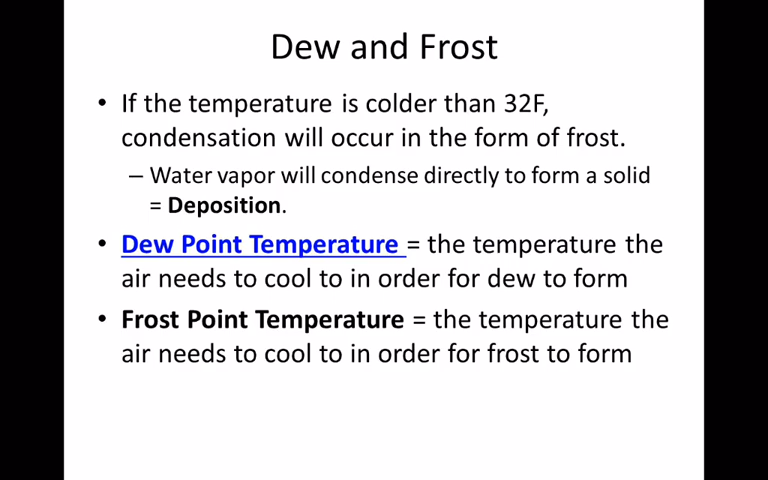 Dew and Frost
• If the temperature is colder than 32F,
condensation will occur in the form of frost.
– Water vapor will condense directly to form a solid
= Deposition.
• Dew Point Temperature = the temperature the
air needs to cool to in order for dew to form
• Frost Point Temperature = the temperature the
air needs to cool to in order for frost to form